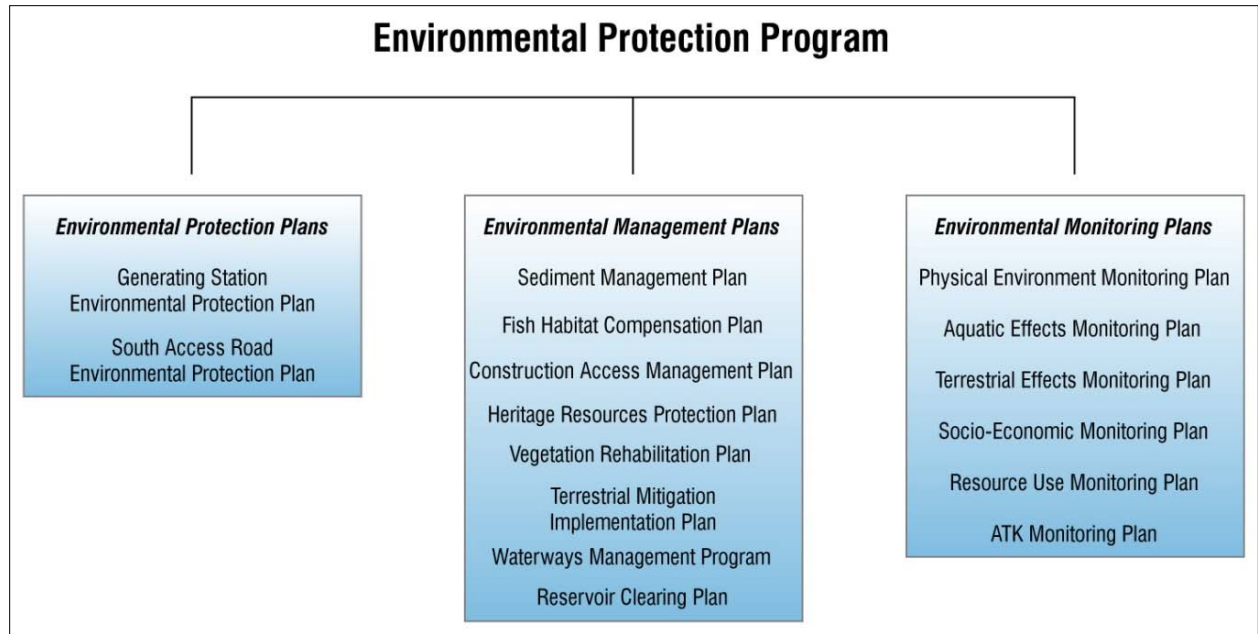 Environmental Protection Program
Environmental Protection Plans
Generating Station
Environmental Protection Plan
South Access Road
Environmental Protection Plan
Environmental Management Plans
Sediment Management Plan
Fish Habitat Compensation Plan
Construction Access Management Plan
Heritage Resources Protection Plan
Vegetation Rehabilitation Plan
Terrestrial Mitigation
Implementation Plan
Waterways Management Program
Reservoir Clearing Plan
Environmental Monitoring Plans
Physical Environment Monitoring Plan
Aquatic Effects Monitoring Plan
Terrestrial Effects Monitoring Plan
Socio-Economic Monitoring Plan
Resource Use Monitoring Plan
ATK Monitoring Plan